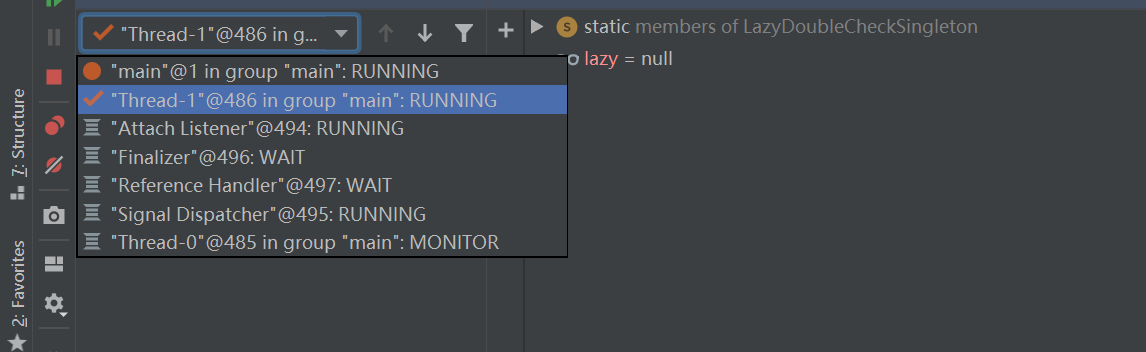 "Thread-1"@486 in g...
"main"@1 in group "main": RUNNING
"Thread-1"@486 in group "main": RUNNING
"Attach Listener"@494: RUNNING
"Finalizer"@496: WAIT
"Reference Handler"@497: WAIT
"Signal Dispatcher"@495: RUNNING
"Thread-0"@485 in group "main": MONITOR
static members of LazyDoubleCheckSingleton
lazy = null
7: Structure
2: Favorites